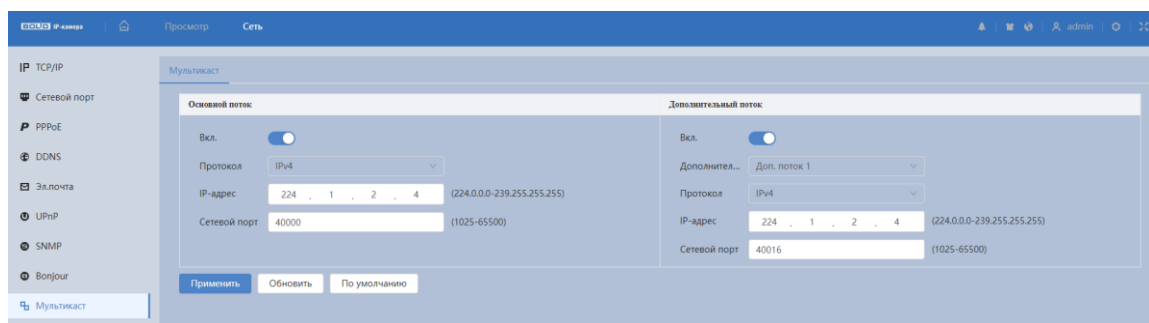 BOLID IP-камера Просмотр Сеть admin
IP TCP/IP
Сетевой порт
P PPPoE
DDNS
Эл.почта
UPnP
SNMP
Bonjour
Мультикаст
Мультикаст
Основной поток
Вкл.
Протокол IPv4
IP-адрес 224 . 1 . 2 . 4 (224.0.0.0-239.255.255.255)
Сетевой порт 40000 (1025-65500)
Дополнительный поток
Вкл.
Дополнител... Доп. поток 1
Протокол IPv4
IP-адрес 224 . 1 . 2 . 4 (224.0.0.0-239.255.255.255)
Сетевой порт 40016 (1025-65500)
Применить Обновить По умолчанию